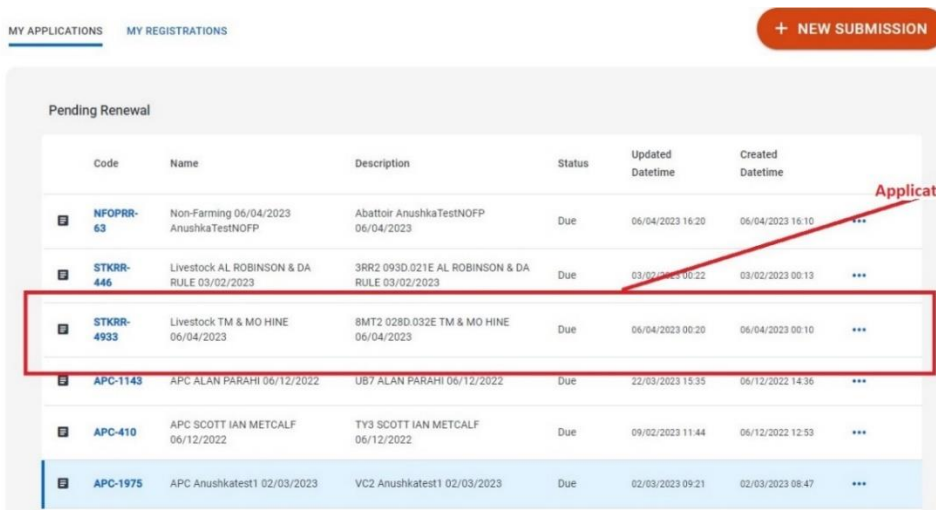 MY APPLICATIONS MY REGISTRATIONS + NEW SUBMISSION
Pending Renewal
Code Name Description Status Updated Datetime Created Datetime
Applicat
NFOPRR-63 Non-Farming 06/04/2023 AnushkaTestNOFP Abattoir AnushkaTestNOFP 06/04/2023 Due 06/04/2023 16:20 06/04/2023 16:10
STKRR-446 Livestock AL ROBINSON & DA RULE 03/02/2023 3RR2 093D.021E AL ROBINSON & DA RULE 03/02/2023 Due 03/02/2023 00:22 03/02/2023 00:13
STKRR-4933 Livestock TM & MO HINE 06/04/2023 8MT2 028D.032E TM & MO HINE 06/04/2023 Due 06/04/2023 00:20 06/04/2023 00:10
APC-1143 APC ALAN PARAHI 06/12/2022 UB7 ALAN PARAHI 06/12/2022 Due 22/03/2023 15:35 06/12/2022 14:36
APC-410 APC SCOTT IAN METCALF 06/12/2022 TY3 SCOTT IAN METCALF 06/12/2022 Due 09/02/2023 11:44 06/12/2022 12:53
APC-1975 APC Anushkatest1 02/03/2023 VC2 Anushkatest1 02/03/2023 Due 02/03/2023 09:21 02/03/2023 08:47